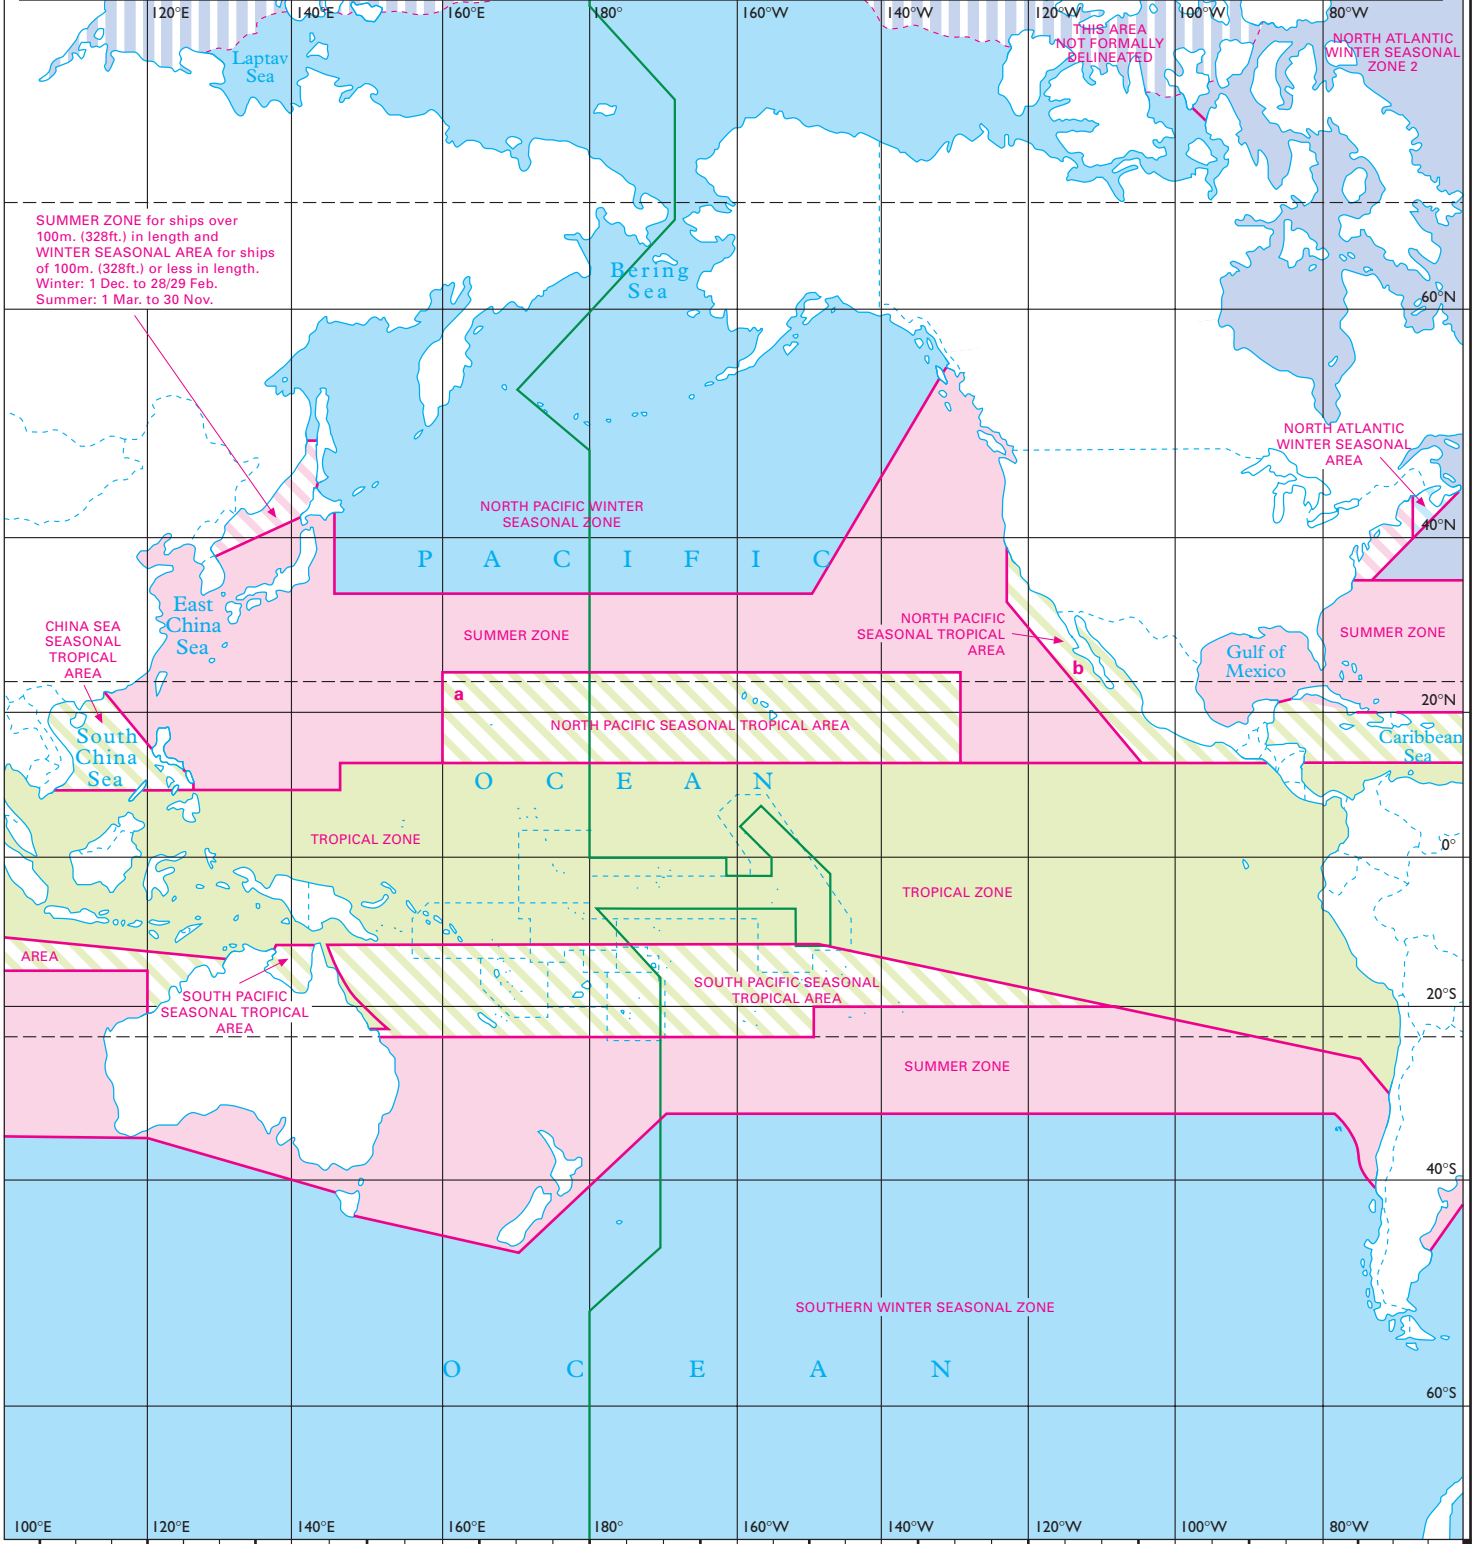 120°E 140°E 160°E 180° 160°W 140°W 120°W 100°W 80°W
THIS AREA
NOT FORMALLY
DELINEATED
NORTH ATLANTIC
WINTER SEASONAL
ZONE 2
Laptav
Sea
SUMMER ZONE for ships over
100m. (328ft.) in length and
WINTER SEASONAL AREA for ships
of 100m. (328ft.) or less in length.
Winter: 1 Dec. to 28/29 Feb.
Summer: 1 Mar. to 30 Nov.
Bering
Sea
60°N
NORTH ATLANTIC
WINTER SEASONAL
AREA
NORTH PACIFIC WINTER
SEASONAL ZONE
40°N
P A C I F I C
East
China
Sea
CHINA SEA
SEASONAL
TROPICAL
AREA
SUMMER ZONE
NORTH PACIFIC
SEASONAL TROPICAL
AREA
SUMMER ZONE
Gulf of
Mexico
b
a
20°N
NORTH PACIFIC SEASONAL TROPICAL AREA
South
China
Sea
Caribbean
Sea
O C E A N
TROPICAL ZONE
0°
TROPICAL ZONE
AREA
SOUTH PACIFIC
SEASONAL TROPICAL
AREA
SOUTH PACIFIC SEASONAL
TROPICAL AREA
20°S
SUMMER ZONE
40°S
SOUTHERN WINTER SEASONAL ZONE
O C E A N
60°S
100°E 120°E 140°E 160°E 180° 160°W 140°W 120°W 100°W 80°W